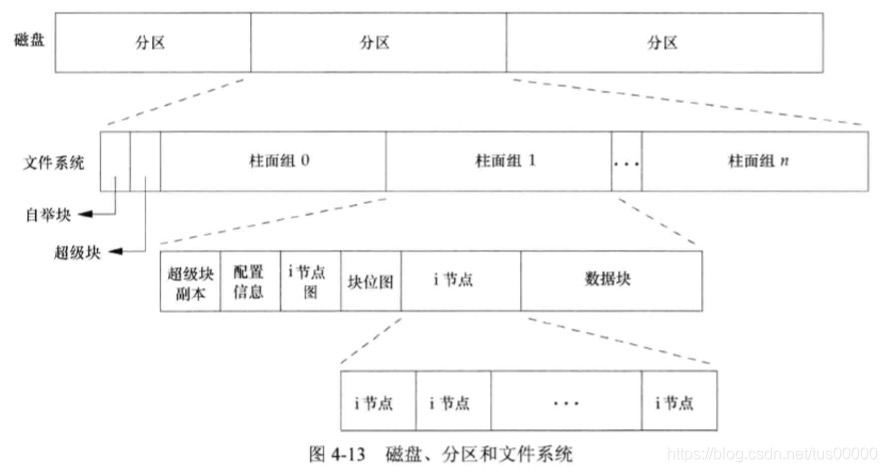 磁盘
分区 分区 分区
文件系统
柱面组 0 柱面组 1 ··· 柱面组 n
自举块
超级块
超级块副本 配置信息 i节点图 块位图 i 节点 数据块
i 节点 i 节点 ··· i 节点
图 4-13 磁盘、分区和文件系统
https://blog.csdn.net/tus00000